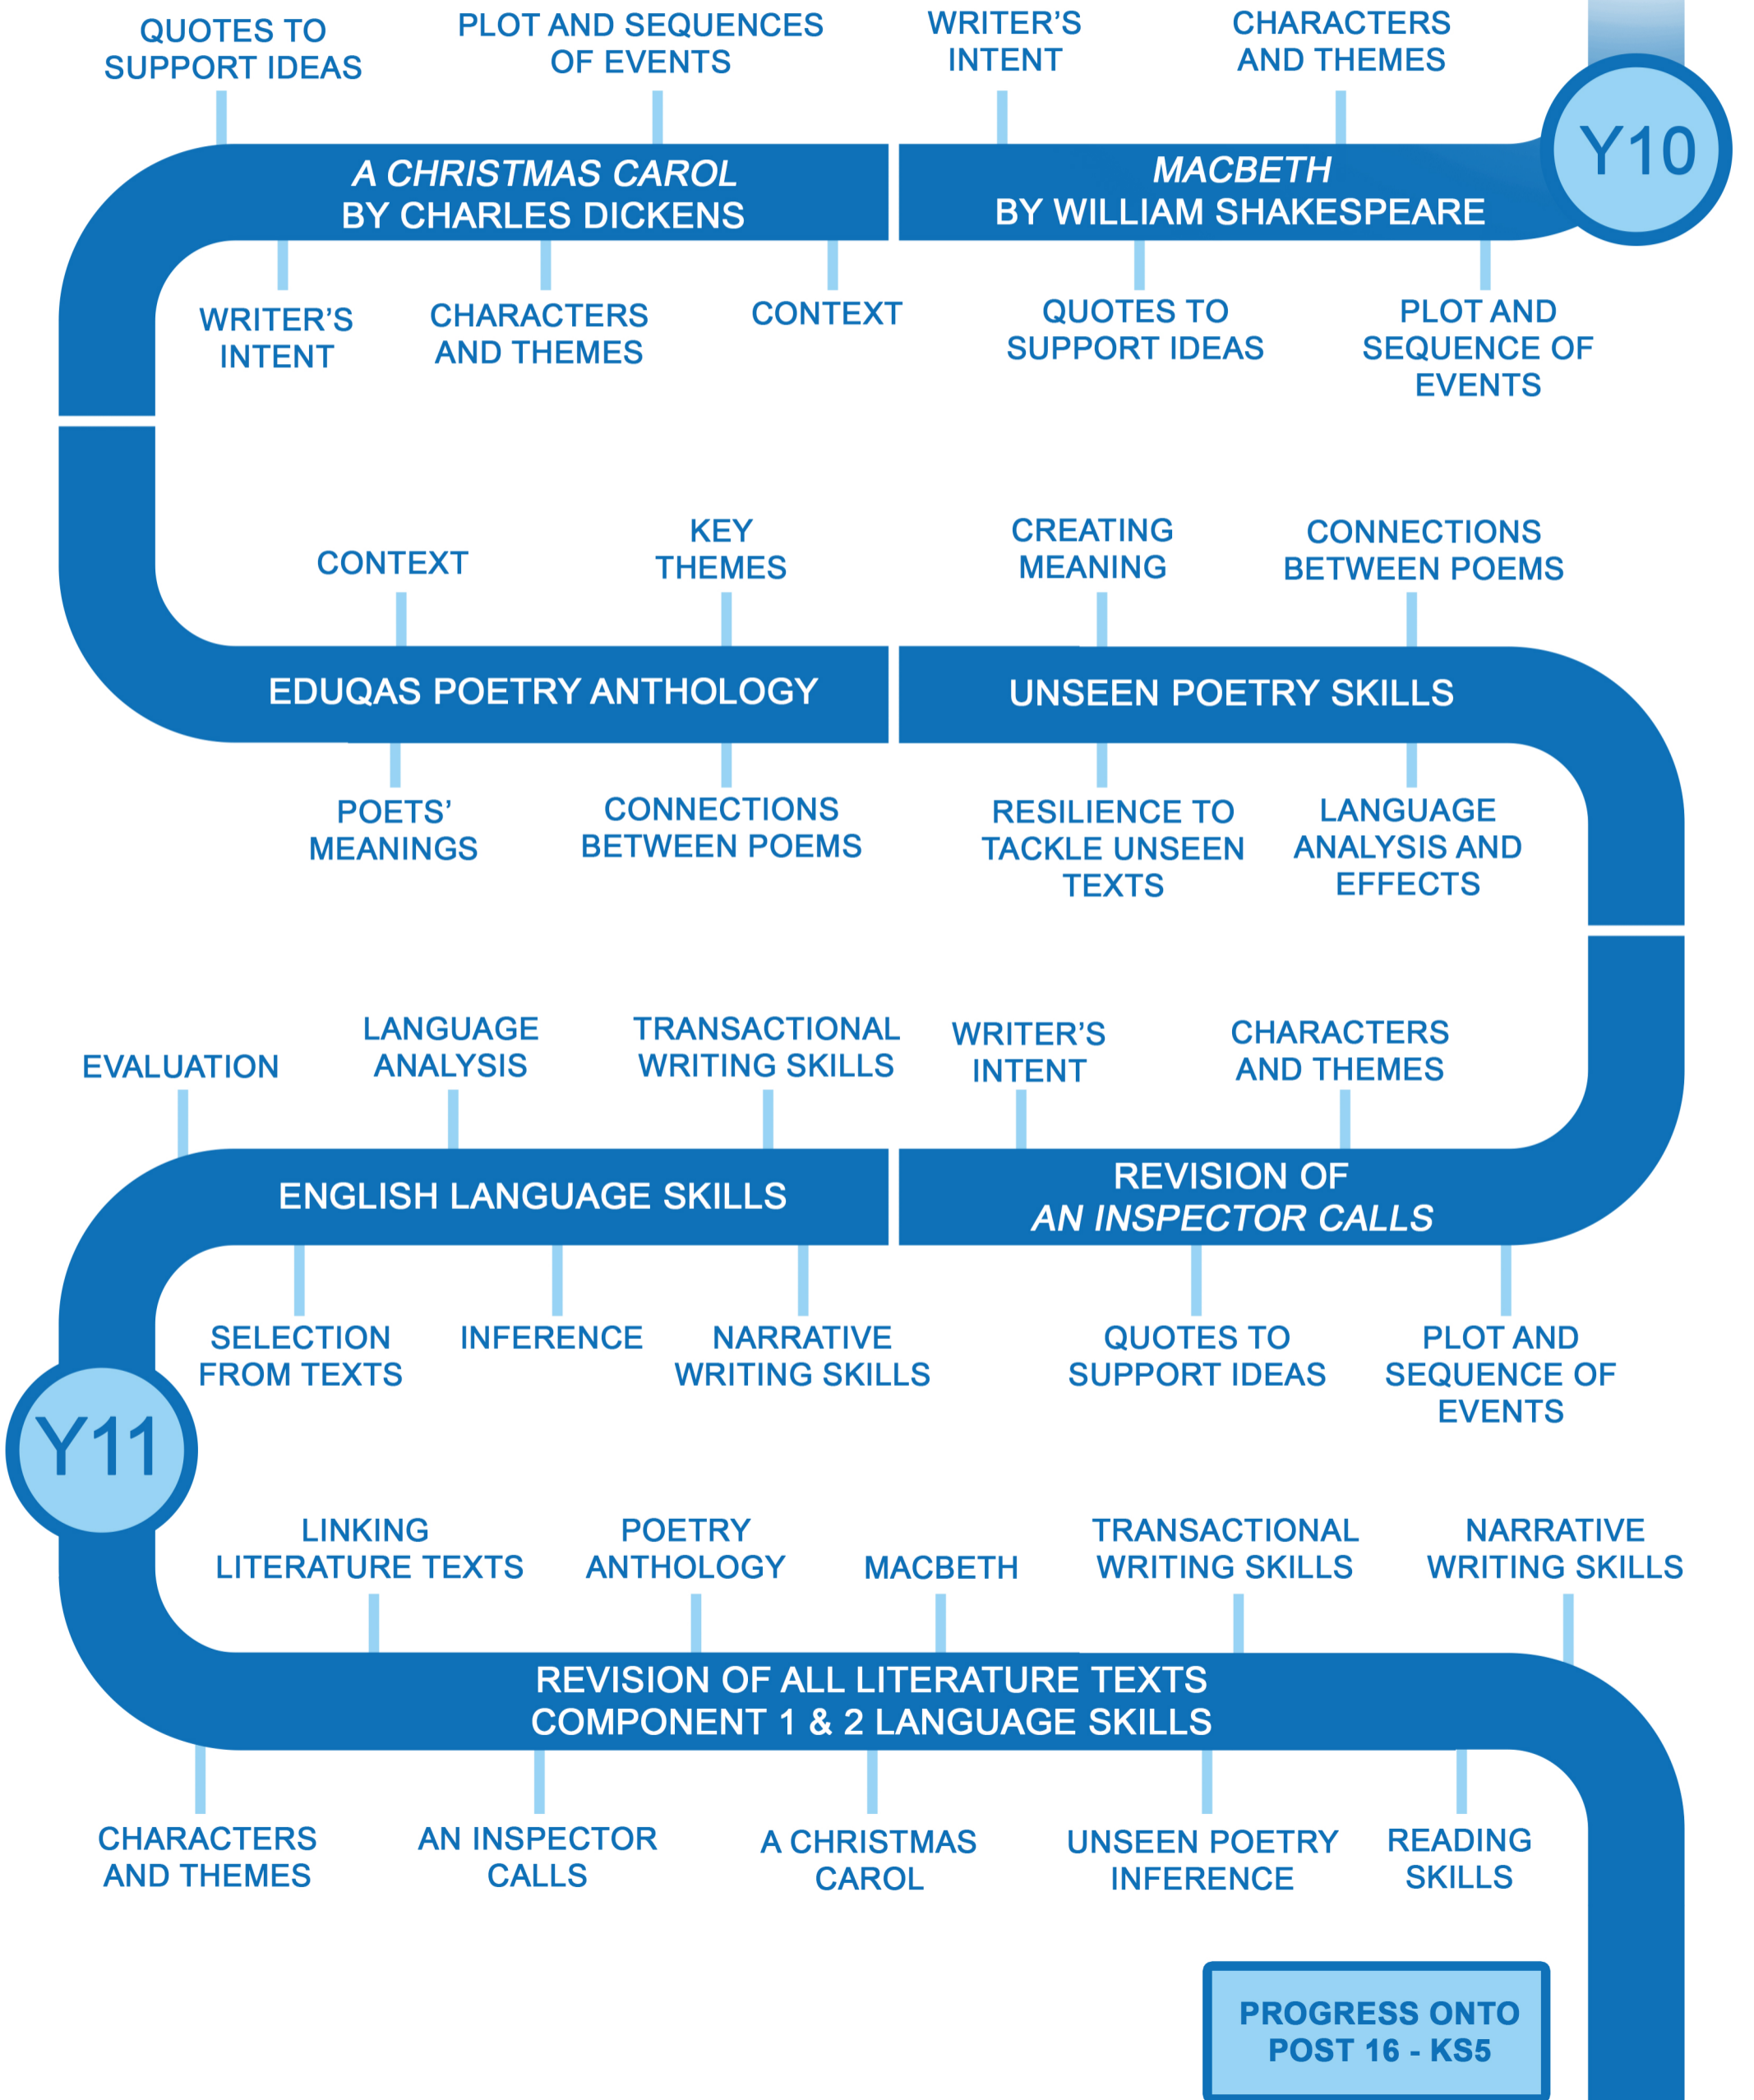 QUOTES TO
SUPPORT IDEAS
PLOT AND SEQUENCES
OF EVENTS
WRITER'S
INTENT
CHARACTERS
AND THEMES
Y10
A CHRISTMAS CAROL
BY CHARLES DICKENS
MACBETH
BY WILLIAM SHAKESPEARE
WRITER'S
INTENT
CHARACTERS
AND THEMES
CONTEXT
QUOTES TO
SUPPORT IDEAS
PLOT AND
SEQUENCE OF
EVENTS
CONTEXT
KEY
THEMES
CREATING
MEANING
CONNECTIONS
BETWEEN POEMS
EDUQAS POETRY ANTHOLOGY
UNSEEN POETRY SKILLS
POETS'
MEANINGS
CONNECTIONS
BETWEEN POEMS
RESILIENCE TO
TACKLE UNSEEN
TEXTS
LANGUAGE
ANALYSIS AND
EFFECTS
EVALUATION
LANGUAGE
ANALYSIS
TRANSACTIONAL
WRITING SKILLS
WRITER'S
INTENT
CHARACTERS
AND THEMES
ENGLISH LANGUAGE SKILLS
REVISION OF
AN INSPECTOR CALLS
SELECTION
FROM TEXTS
INFERENCE
NARRATIVE
WRITING SKILLS
QUOTES TO
SUPPORT IDEAS
PLOT AND
SEQUENCE OF
EVENTS
Y11
LINKING
LITERATURE TEXTS
POETRY
ANTHOLOGY
MACBETH
TRANSACTIONAL
WRITING SKILLS
NARRATIVE
WRITING SKILLS
REVISION OF ALL LITERATURE TEXTS
COMPONENT 1 & 2 LANGUAGE SKILLS
CHARACTERS
AND THEMES
AN INSPECTOR
CALLS
A CHRISTMAS
CAROL
UNSEEN POETRY
INFERENCE
READING
SKILLS
PROGRESS ONTO
POST 16 - KS5